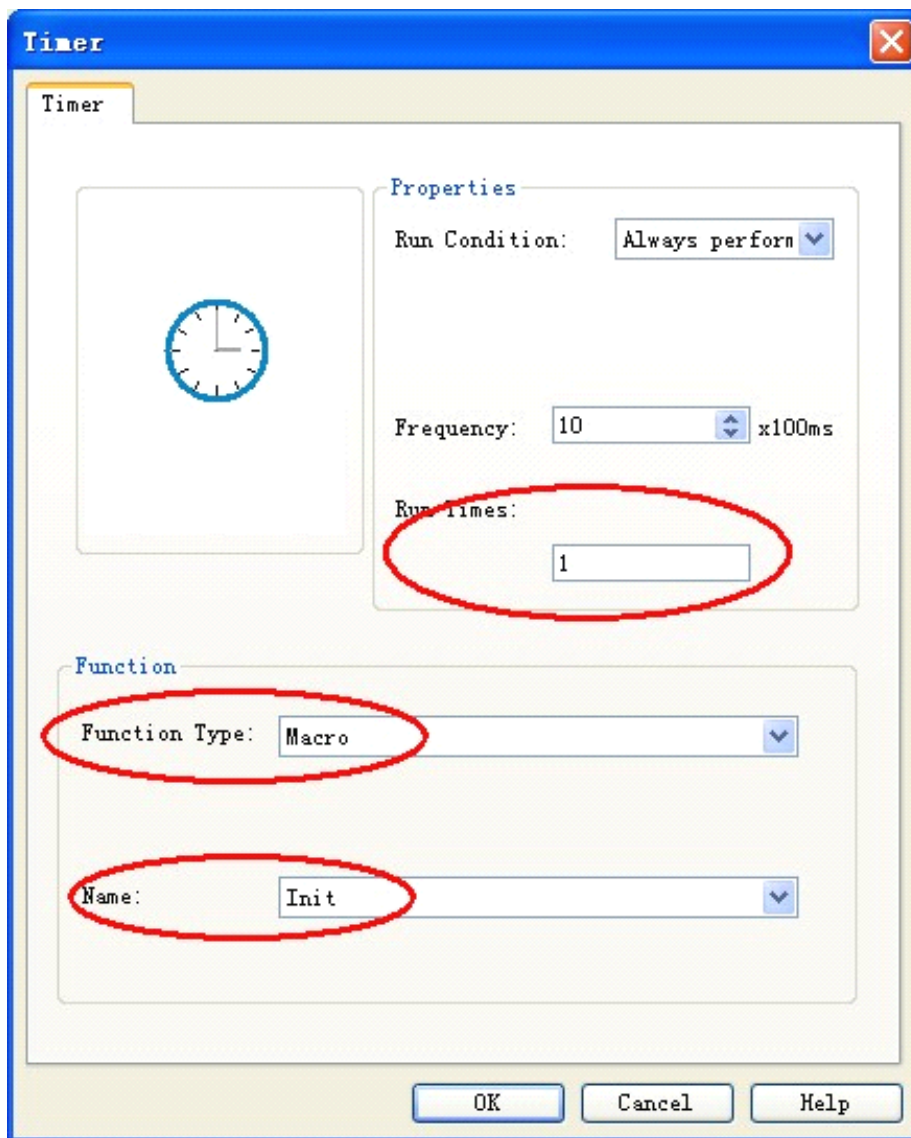 Timer
Timer
Properties
Run Condition: Always perform
Frequency: 10 x100ms
Run Times:
1
Function
Function Type: Macro
Name: Init
OK Cancel Help